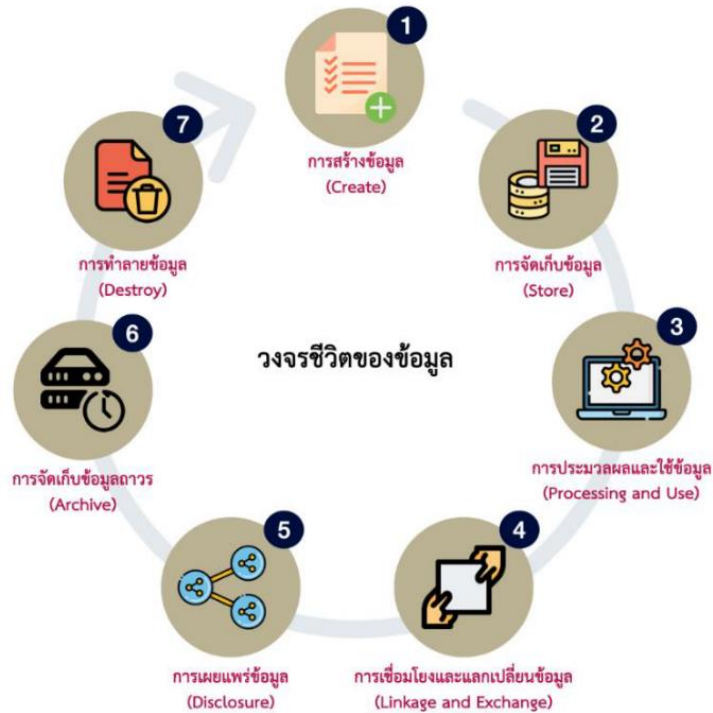 1
การสร้างข้อมูล
(Create)
2
การจัดเก็บข้อมูล
(Store)
3
การประมวลผลและใช้ข้อมูล
(Processing and Use)
4
การเชื่อมโยงและแลกเปลี่ยนข้อมูล
(Linkage and Exchange)
5
การเผยแพร่ข้อมูล
(Disclosure)
6
การจัดเก็บข้อมูลถาวร
(Archive)
7
การทำลายข้อมูล
(Destroy)
วงจรชีวิตของข้อมูล